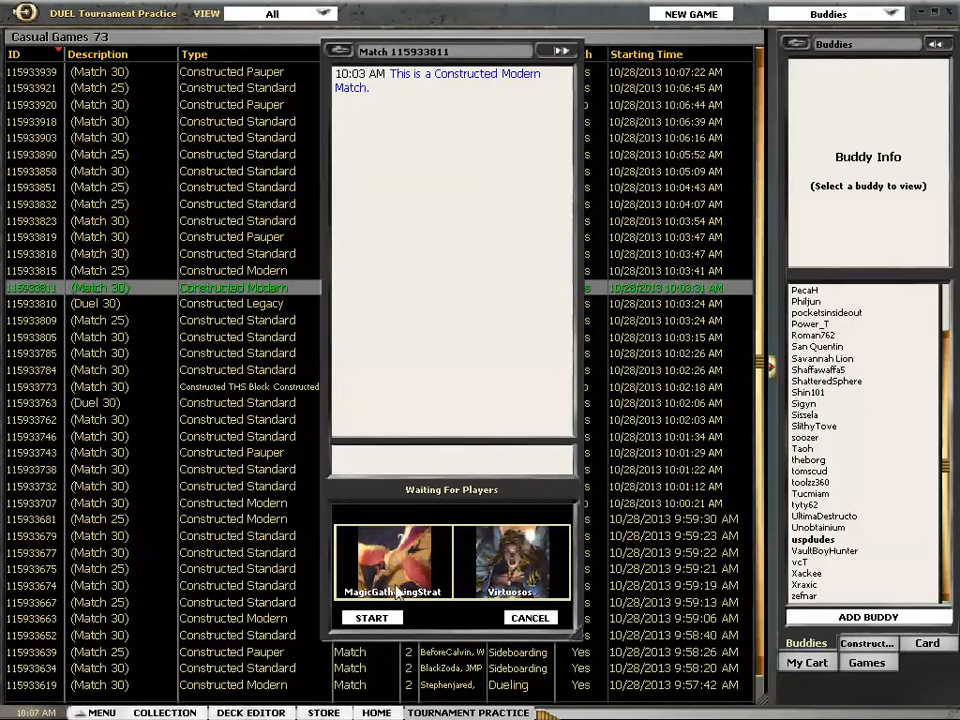 DUEL Tournament Practice VIEW All NEW GAME Buddies
Casual Games 73
ID Description Type Starting Time
115933939 (Match 30) Constructed Pauper 10/28/2013 10:07:22 AM
115933921 (Match 25) Constructed Standard 10/28/2013 10:06:45 AM
115933920 (Match 30) Constructed Pauper 10/28/2013 10:06:44 AM
115933918 (Match 30) Constructed Standard 10/28/2013 10:06:39 AM
115933903 (Match 30) Constructed Standard 10/28/2013 10:06:16 AM
115933890 (Match 25) Constructed Standard 10/28/2013 10:05:52 AM
115933858 (Match 30) Constructed Standard 10/28/2013 10:05:09 AM
115933851 (Match 25) Constructed Standard 10/28/2013 10:04:43 AM
115933832 (Match 25) Constructed Standard 10/28/2013 10:04:07 AM
115933823 (Match 30) Constructed Standard 10/28/2013 10:03:54 AM
115933819 (Match 30) Constructed Pauper 10/28/2013 10:03:47 AM
115933818 (Match 30) Constructed Standard 10/28/2013 10:03:47 AM
115933815 (Match 25) Constructed Modern 10/28/2013 10:03:41 AM
115933811 (Match 30) Constructed Modern 10/28/2013 10:03:31 AM
115933810 (Duel 30) Constructed Legacy 10/28/2013 10:03:24 AM
115933809 (Match 25) Constructed Standard 10/28/2013 10:03:24 AM
115933805 (Match 30) Constructed Standard 10/28/2013 10:03:15 AM
115933785 (Match 30) Constructed Standard 10/28/2013 10:02:26 AM
115933784 (Match 30) Constructed Standard 10/28/2013 10:02:26 AM
115933773 Constructed THS Block Constructed 10/28/2013 10:02:18 AM
115933763 (Duel 30) Constructed Standard 10/28/2013 10:02:06 AM
115933762 (Match 30) Constructed Standard 10/28/2013 10:02:03 AM
115933746 (Match 30) Constructed Standard 10/28/2013 10:01:34 AM
115933743 (Match 30) Constructed Pauper 10/28/2013 10:01:29 AM
115933738 (Match 30) Constructed Standard 10/28/2013 10:01:22 AM
115933732 (Match 30) Constructed Standard 10/28/2013 10:01:12 AM
115933707 (Match 30) Constructed Modern 10/28/2013 10:00:18 AM
115933681 (Match 25) Constructed Modern 10/28/2013 9:59:30 AM
115933679 (Match 30) Constructed Standard 10/28/2013 9:59:23 AM
115933677 (Match 30) Constructed Standard 10/28/2013 9:59:22 AM
115933675 (Match 25) Constructed Standard 10/28/2013 9:59:21 AM
115933674 (Match 30) Constructed Standard 10/28/2013 9:59:19 AM
115933667 (Match 25) Constructed Standard 10/28/2013 9:59:13 AM
115933663 (Match 30) Constructed Modern 10/28/2013 9:59:08 AM
115933652 (Match 30) Constructed Standard 10/28/2013 9:58:40 AM
115933639 (Match 25) Constructed Pauper Match 2 BeforeCalvin, W Sideboarding Yes 10/28/2013 9:58:26 AM
115933634 (Match 30) Constructed Standard Match 2 BlackZoda, JMP Sideboarding Yes 10/28/2013 9:58:20 AM
115933619 (Match 30) Constructed Modern Match 2 Stephenjared, Dueling Yes 10/28/2013 9:57:42 AM
Match 115933811
10:03 AM This is a Constructed Modern
Match.
Waiting For Players
MagicGatheringStrat Virtuosos
START CANCEL
Buddies
Buddy Info
(Select a buddy to view)
PecaH
Philjun
pocketsinsideout
Power_T
Roman762
San Quentin
Savannah Lion
Shaffawaffa5
ShatteredSphere
Shin101
Sigyn
Sissela
SlithyTove
soozer
Taoh
theborg
tomscud
toolzz360
Tucmiam
tyty62
UltimaDestructo
Unobtainium
uspdudes
VaultBoyHunter
vcT
Xackee
Xraxic
zefnar
ADD BUDDY
Buddies Construct... Card
My Cart Games
10:07 AM MENU COLLECTION DECK EDITOR STORE HOME TOURNAMENT PRACTICE